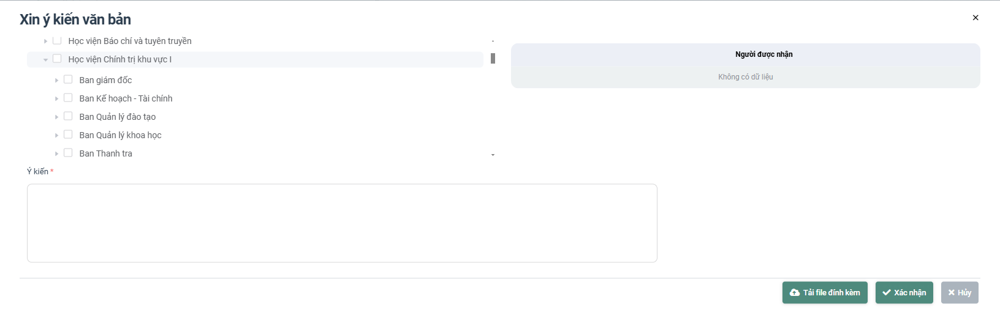 Xin ý kiến văn bản
Học viện Báo chí và tuyên truyền
Học viện Chính trị khu vực I
Ban giám đốc
Ban Kế hoạch - Tài chính
Ban Quản lý đào tạo
Ban Quản lý khoa học
Ban Thanh tra
Người được nhận
Không có dữ liệu
Ý kiến *
Tải file đính kèm
Xác nhận
Hủy